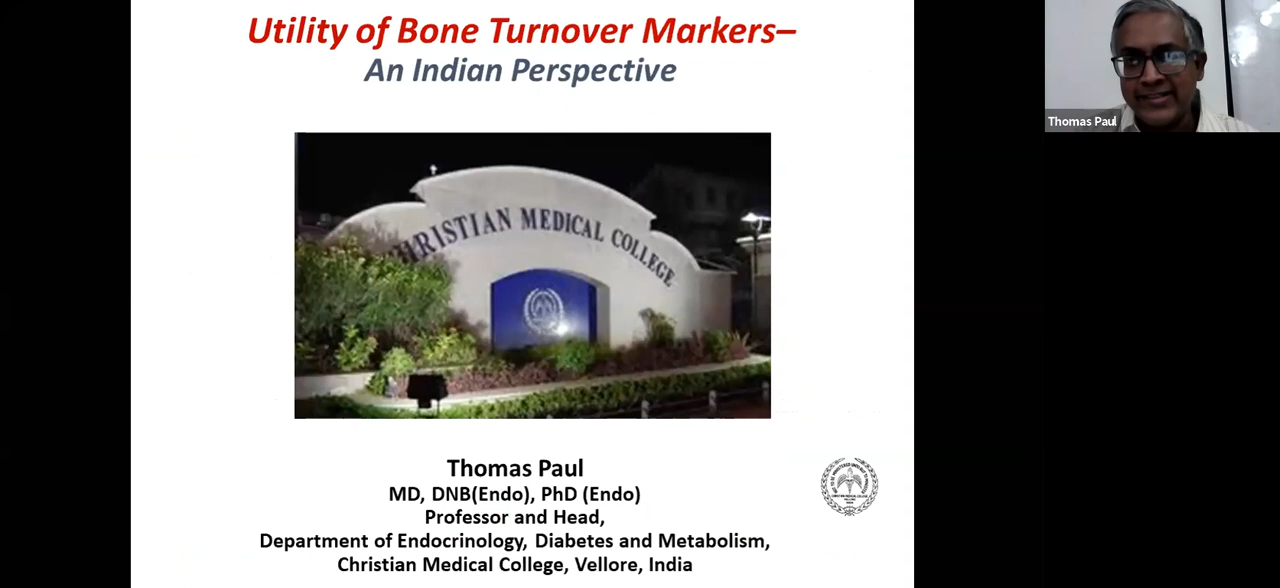 Utility of Bone Turnover Markers–
An Indian Perspective
Thomas Paul
CHRISTIAN MEDICAL COLLEGE
Thomas Paul
MD, DNB(Endo), PhD (Endo)
Professor and Head,
Department of Endocrinology, Diabetes and Metabolism,
Christian Medical College, Vellore, India